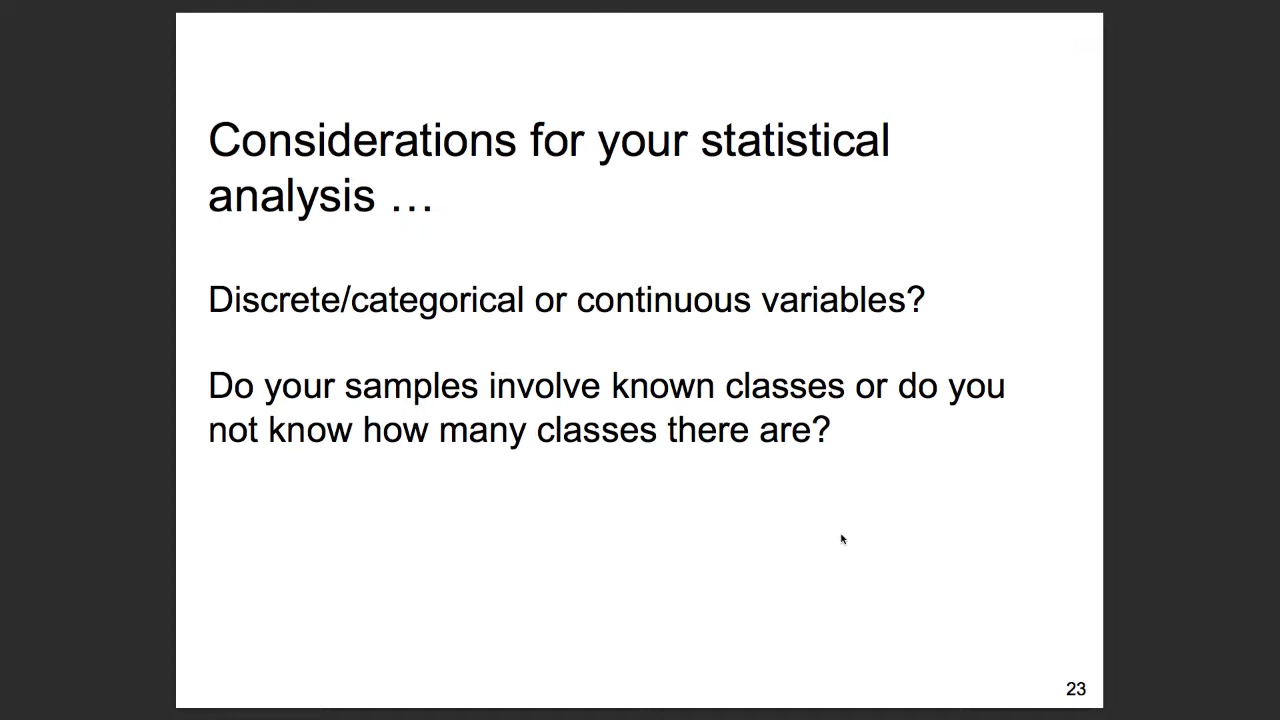 Considerations for your statistical
analysis …
Discrete/categorical or continuous variables?
Do your samples involve known classes or do you
not know how many classes there are?
23